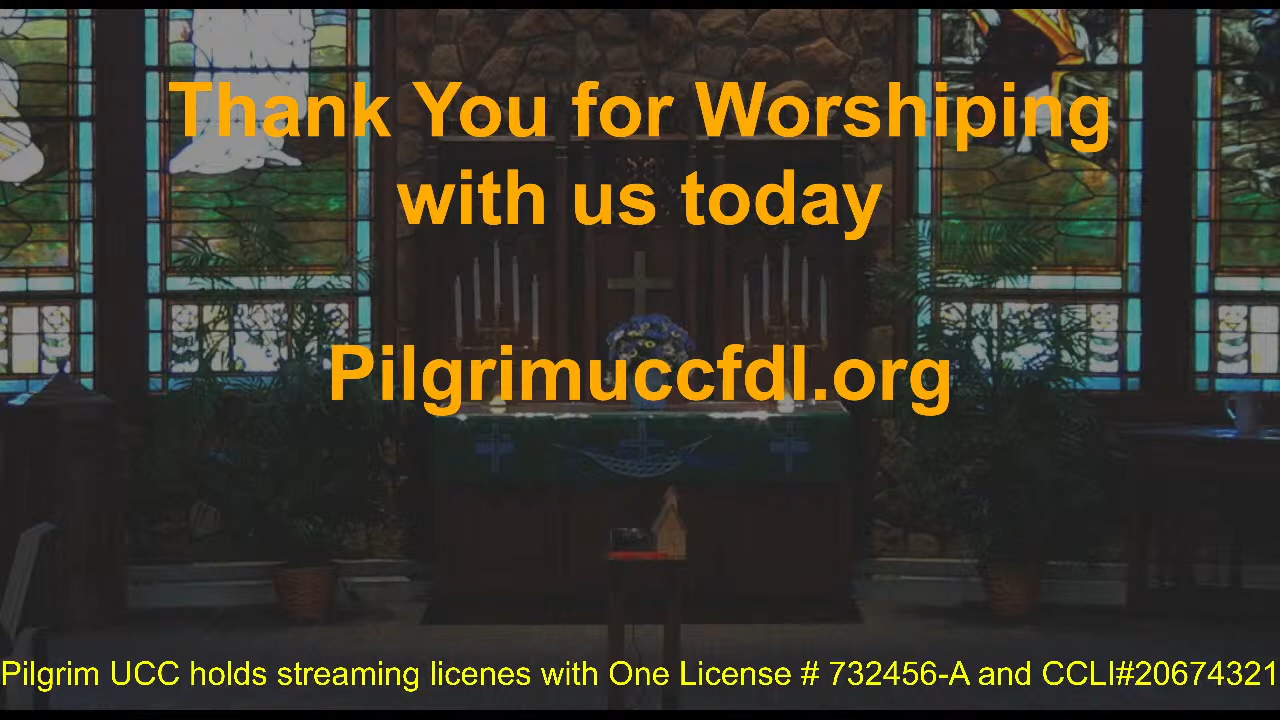 Thank You for Worshiping
with us today
Pilgrimuccfdl.org
Pilgrim UCC holds streaming licenes with One License # 732456-A and CCLI#20674321